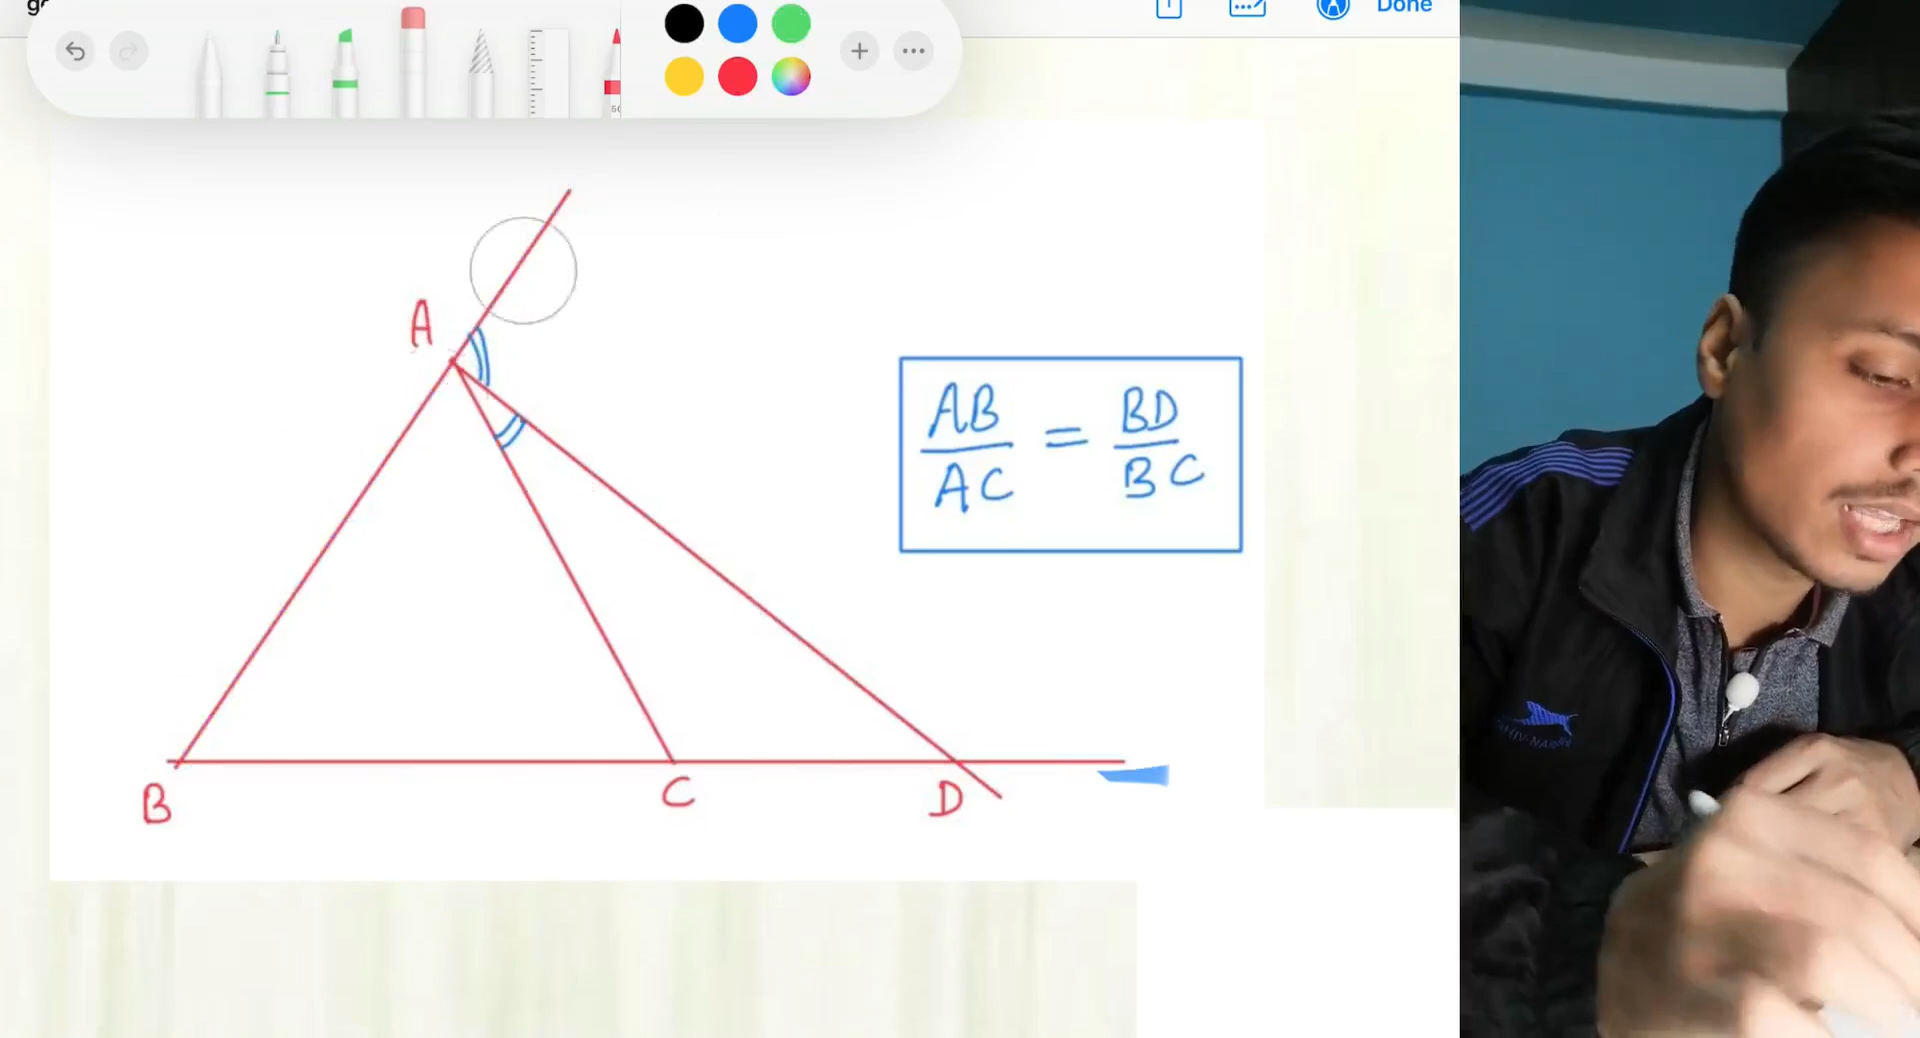 Done
A
AB/AC = BD/BC
B C D